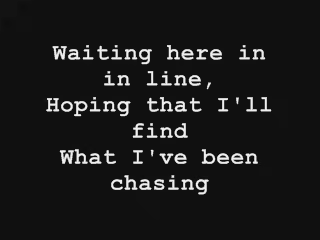 Waiting here in
in line,
Hoping that I'll
find
What I've been
chasing